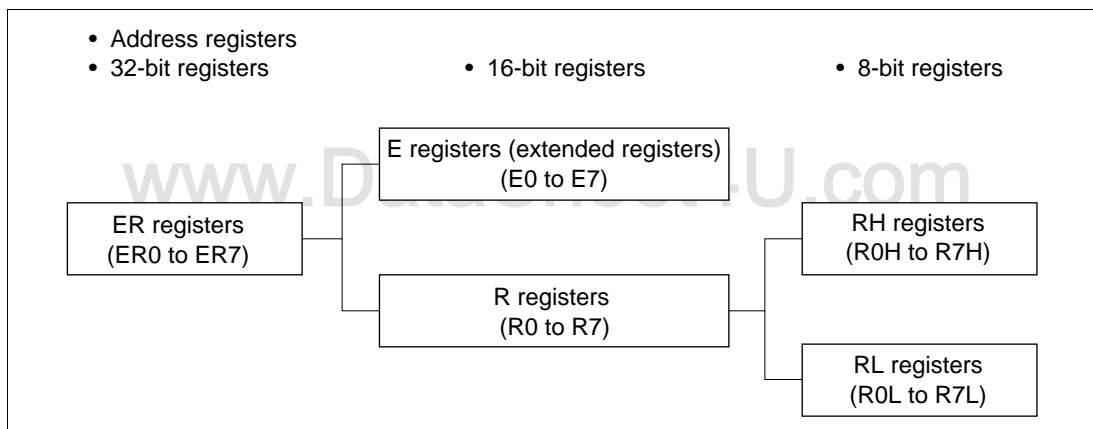 • Address registers
• 32-bit registers
• 16-bit registers
• 8-bit registers
www.DataSheet4U.com
E registers (extended registers)
(E0 to E7)
ER registers
(ER0 to ER7)
R registers
(R0 to R7)
RH registers
(R0H to R7H)
RL registers
(R0L to R7L)